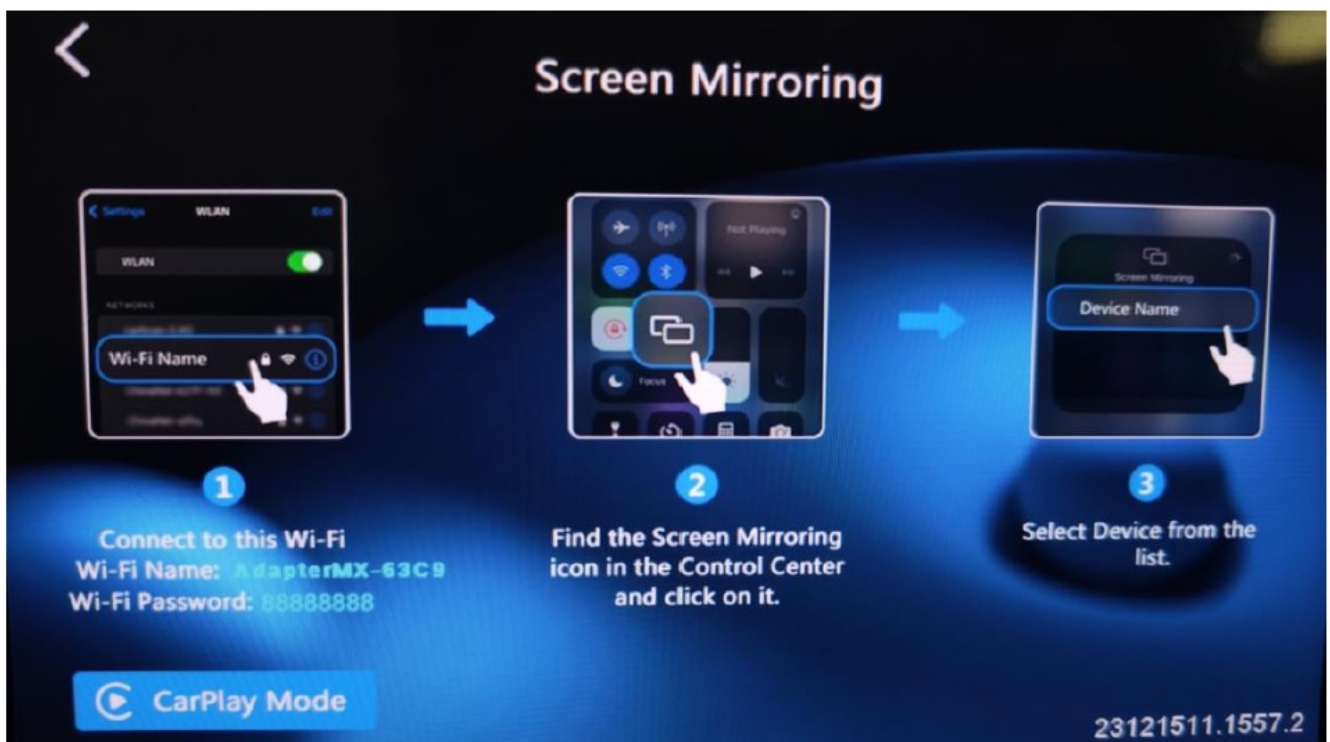 Screen Mirroring
Settings WLAN Edit
WLAN
NETWORKS
Wi-Fi Name
Not Playing
Focus
Screen Mirroring
Device Name
1
Connect to this Wi-Fi
Wi-Fi Name: AdapterMX-63C9
Wi-Fi Password: 88888888
2
Find the Screen Mirroring
icon in the Control Center
and click on it.
3
Select Device from the
list.
CarPlay Mode
23121511.1557.2